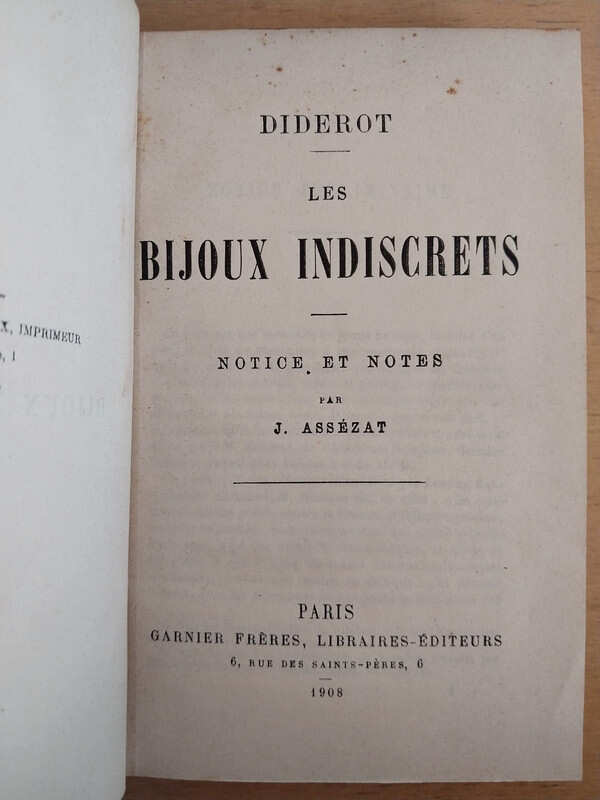 X, IMPRIMEUR
1
DIDEROT
LES
BIJOUX INDISCRETS
NOTICE ET NOTES
PAR
J. ASSÉZAT
PARIS
GARNIER FRÈRES, LIBRAIRES-ÉDITEURS
6, RUE DES SAINTS-PÈRES, 6
1908